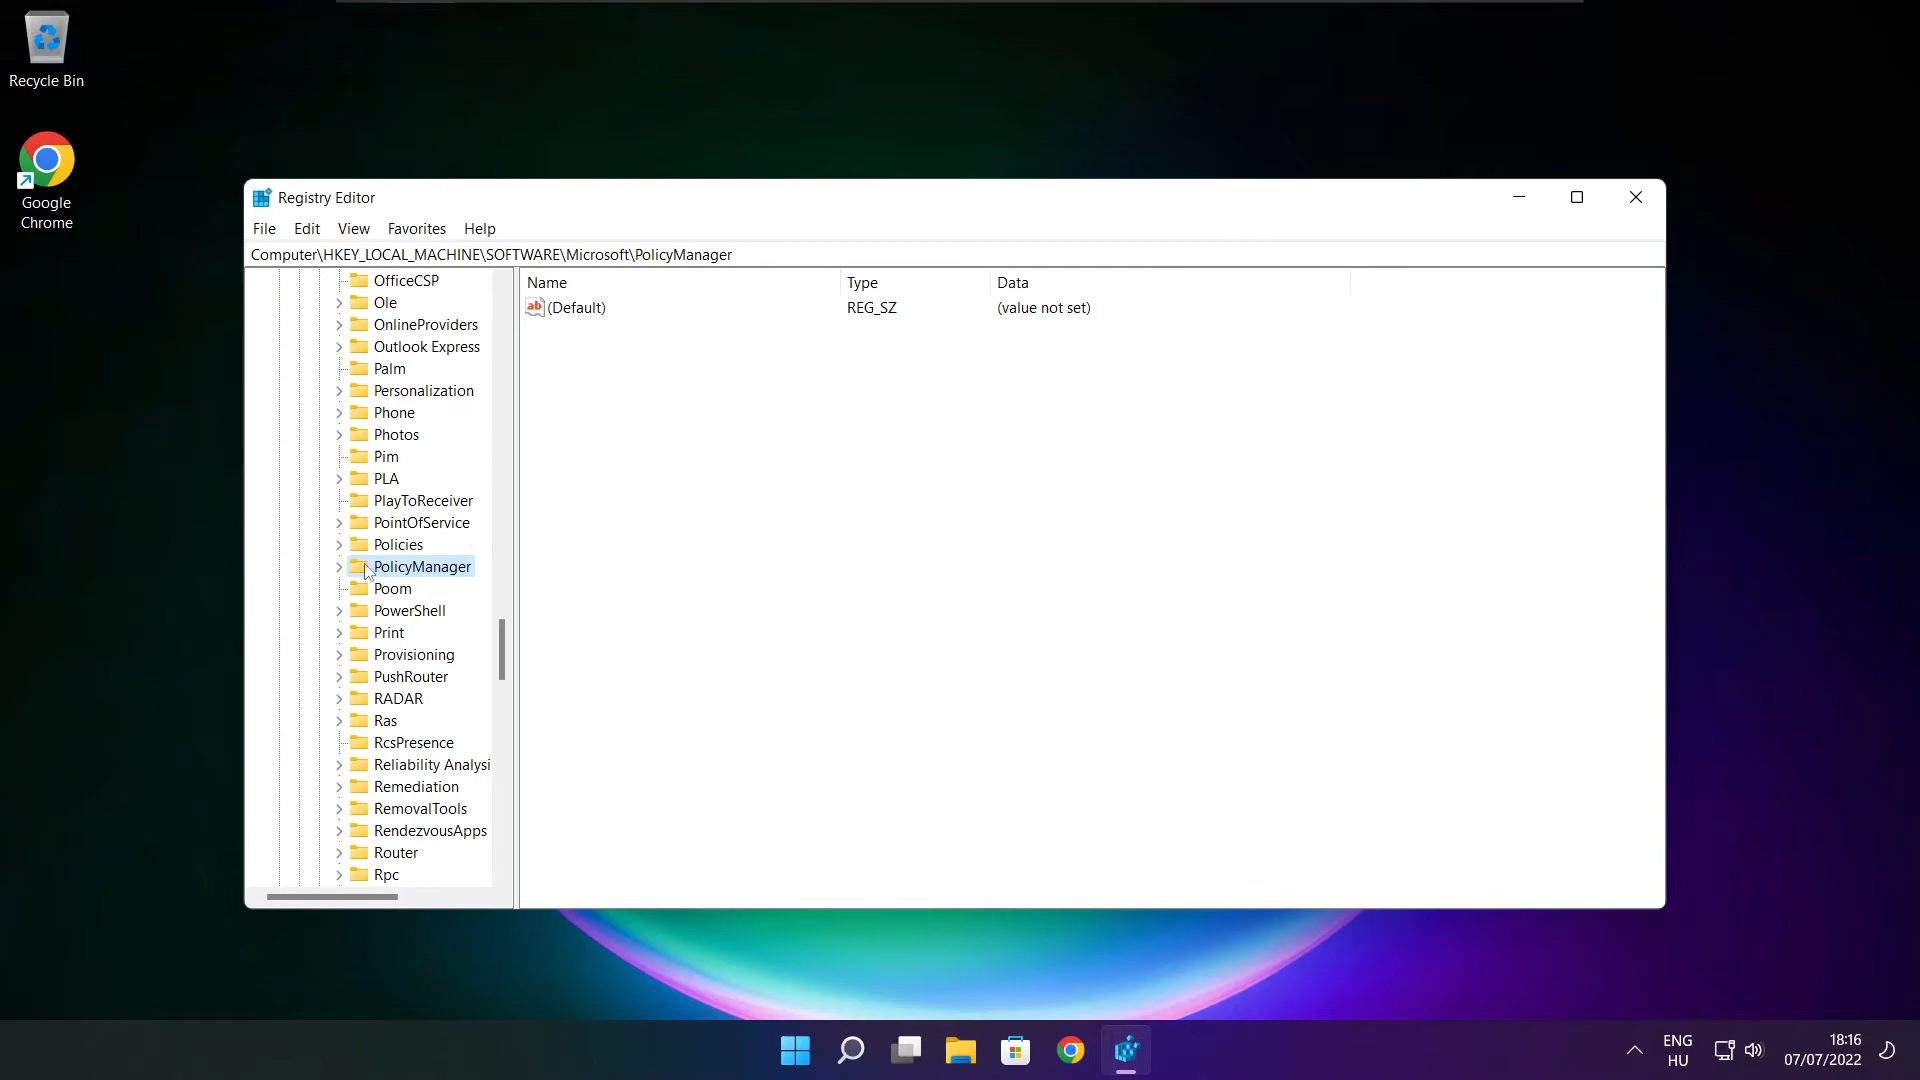 Recycle Bin
Google
Chrome
Registry Editor
File Edit View Favorites Help
Computer\HKEY_LOCAL_MACHINE\SOFTWARE\Microsoft\PolicyManager
OfficeCSP
Ole
OnlineProviders
Outlook Express
Palm
Personalization
Phone
Photos
Pim
PLA
PlayToReceiver
PointOfService
Policies
PolicyManager
Poom
PowerShell
Print
Provisioning
PushRouter
RADAR
Ras
RcsPresence
Reliability Analysi
Remediation
RemovalTools
RendezvousApps
Router
Rpc
Name Type Data
ab (Default) REG_SZ (value not set)
ENG
HU
18:16
07/07/2022